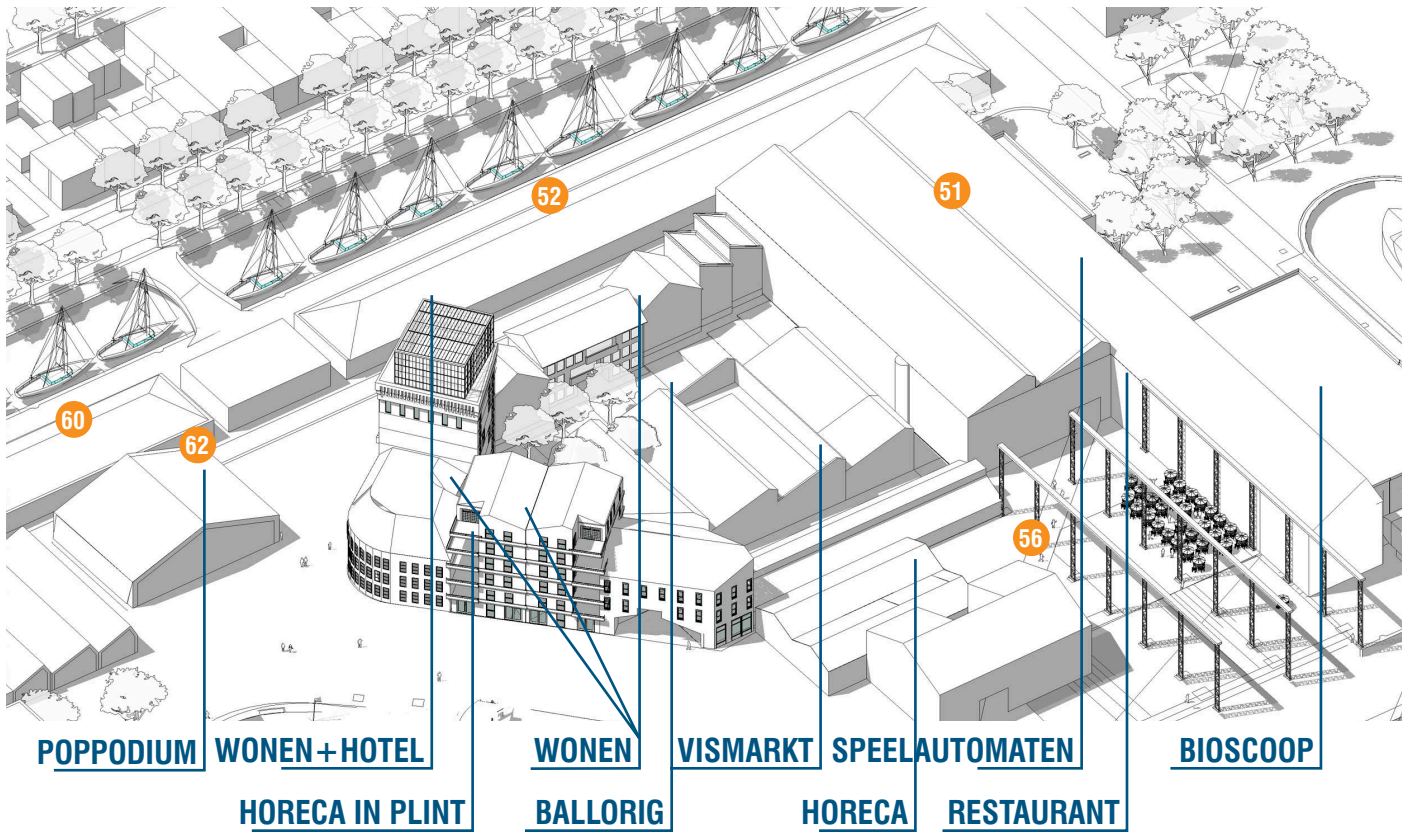 52
51
60
62
56
POPPODIUM
WONEN+HOTEL
WONEN
VISMARKT
SPEELAUTOMATEN
BIOSCOOP
HORECA IN PLINT
BALLORIG
HORECA
RESTAURANT